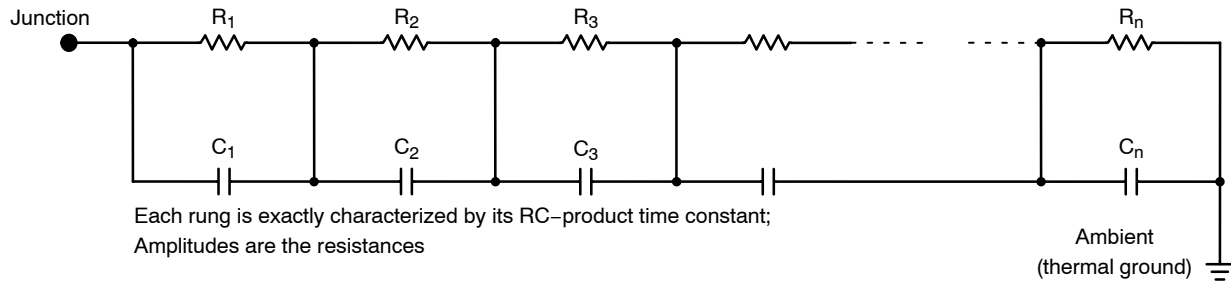 Junction
R1
R2
R3
Rn
C1
C2
C3
Cn
Each rung is exactly characterized by its RC−product time constant;
Amplitudes are the resistances
Ambient
(thermal ground)